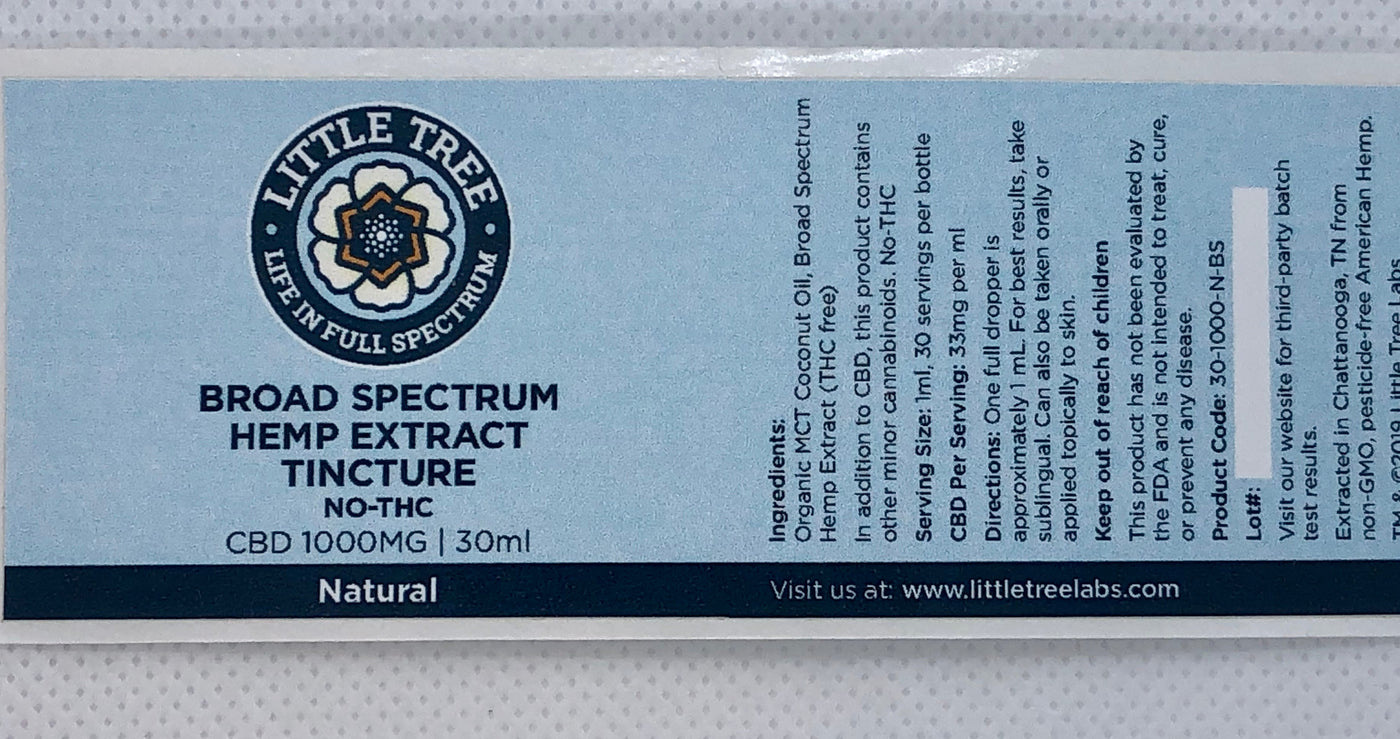 LITTLE TREE
LIFE IN FULL SPECTRUM
BROAD SPECTRUM
HEMP EXTRACT
TINCTURE
NO-THC
CBD 1000MG | 30ml
Natural
Ingredients:
Organic MCT Coconut Oil, Broad Spectrum
Hemp Extract (THC free)
In addition to CBD, this product contains
other minor cannabinoids. No-THC
Serving Size: 1ml, 30 servings per bottle
CBD Per Serving: 33mg per ml
Directions: One full dropper is
approximately 1 mL. For best results, take
sublingual. Can also be taken orally or
applied topically to skin.
Keep out of reach of children
This product has not been evaluated by
the FDA and is not intended to treat, cure,
or prevent any disease.
Product Code: 30-1000-N-BS
Lot#:
Visit our website for third-party batch
test results.
Extracted in Chattanooga, TN from
non-GMO, pesticide-free American Hemp.
TM & ©2019 Little Tree Labs
Visit us at: www.littletreelabs.com